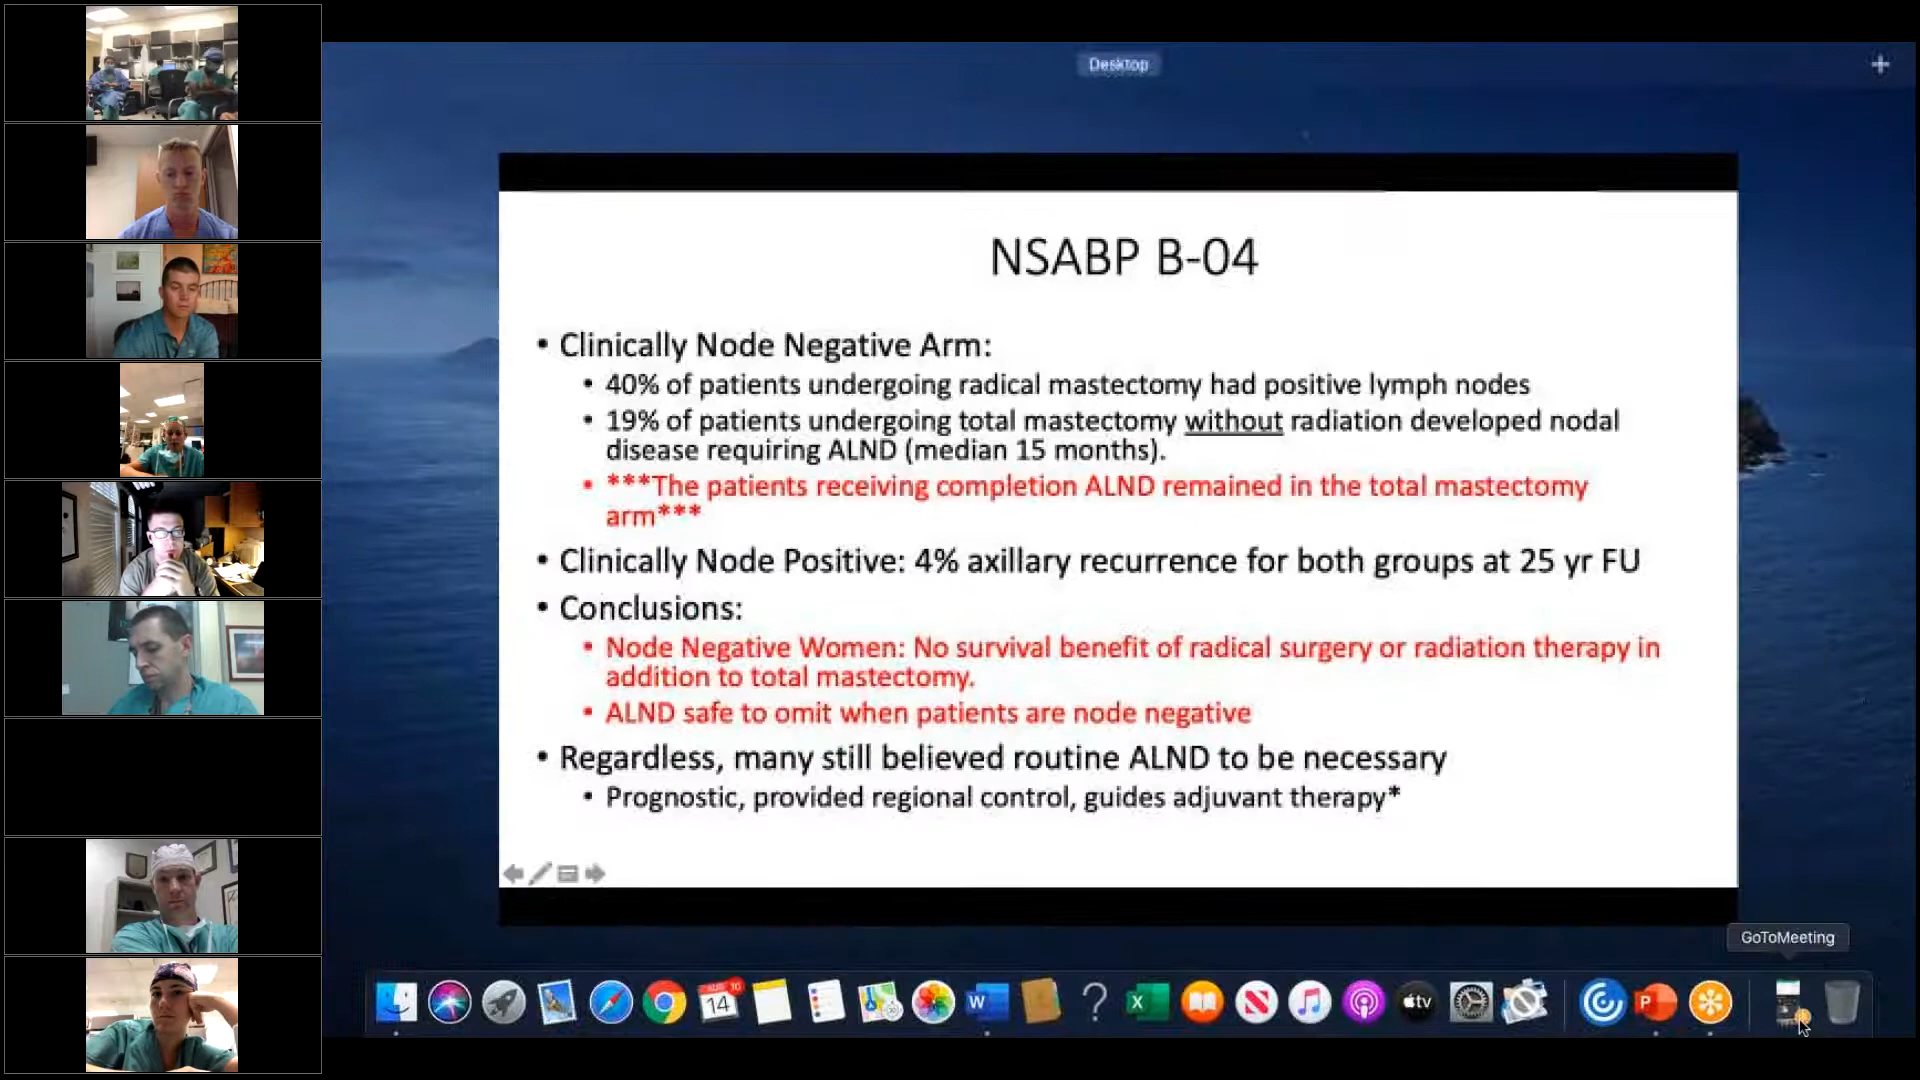 Desktop
NSABP B-04
• Clinically Node Negative Arm:
• 40% of patients undergoing radical mastectomy had positive lymph nodes
• 19% of patients undergoing total mastectomy without radiation developed nodal
disease requiring ALND (median 15 months).
• ***The patients receiving completion ALND remained in the total mastectomy
arm***
• Clinically Node Positive: 4% axillary recurrence for both groups at 25 yr FU
• Conclusions:
• Node Negative Women: No survival benefit of radical surgery or radiation therapy in
addition to total mastectomy.
• ALND safe to omit when patients are node negative
• Regardless, many still believed routine ALND to be necessary
• Prognostic, provided regional control, guides adjuvant therapy*
GoToMeeting
AUG 10
14
W
?
X
tv
P